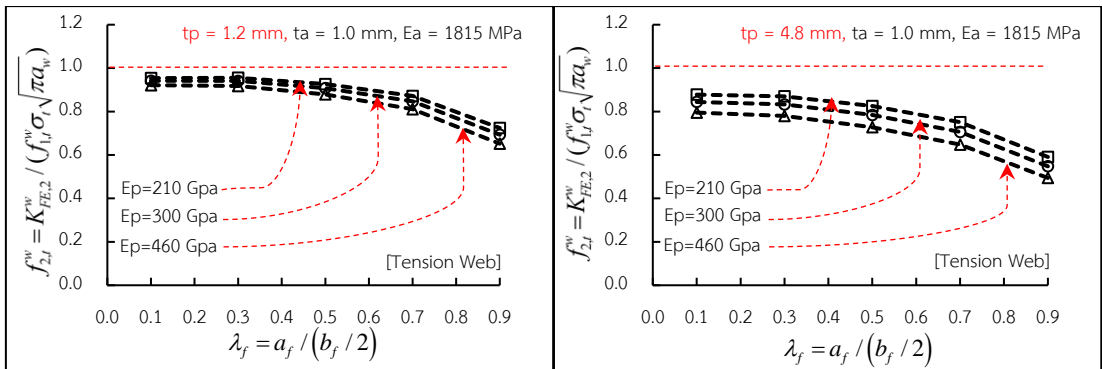 tp = 1.2 mm, ta = 1.0 mm, Ea = 1815 MPa
1.2
1.0
0.8
0.6
0.4
0.2
0.0
Ep=210 Gpa
Ep=300 Gpa
Ep=460 Gpa
[Tension Web]
0.0 0.1 0.2 0.3 0.4 0.5 0.6 0.7 0.8 0.9
f_{2,t}^w = K_{FE,2}^w / (f_{1,t}^w σ_t √πa_w)
λ_f = a_f / (b_f / 2)
tp = 4.8 mm, ta = 1.0 mm, Ea = 1815 MPa
1.2
1.0
0.8
0.6
0.4
0.2
0.0
Ep=210 Gpa
Ep=300 Gpa
Ep=460 Gpa
[Tension Web]
0.0 0.1 0.2 0.3 0.4 0.5 0.6 0.7 0.8 0.9
f_{2,t}^w = K_{FE,2}^w / (f_{1,t}^w σ_t √πa_w)
λ_f = a_f / (b_f / 2)